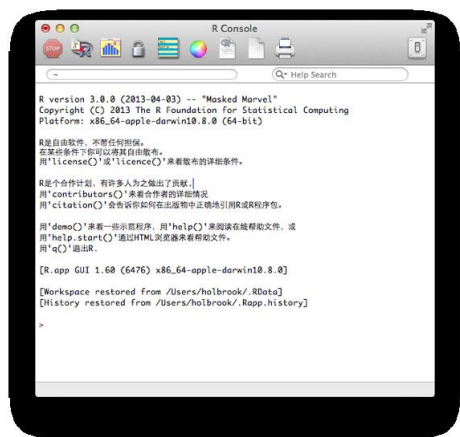 R Console
STOP
R
~
Help Search
R version 3.0.0 (2013-04-03) -- "Masked Marvel"
Copyright (C) 2013 The R Foundation for Statistical Computing
Platform: x86_64-apple-darwin10.8.0 (64-bit)
R是自由软件，不带任何担保。
在某些条件下你可以将其自由散布。
用'license()'或'licence()'来看散布的详细条件。
R是个合作计划，有许多人为之做出了贡献.
用'contributors()'来看合作者的详细情况
用'citation()'会告诉你如何在出版物中正确地引用R或R程序包。
用'demo()'来看一些示范程序，用'help()'来阅读在线帮助文件，或
用'help.start()'通过HTML浏览器来看帮助文件。
用'q()'退出R.
[R.app GUI 1.60 (6476) x86_64-apple-darwin10.8.0]
[Workspace restored from /Users/holbrook/.RData]
[History restored from /Users/holbrook/.Rapp.history]
>